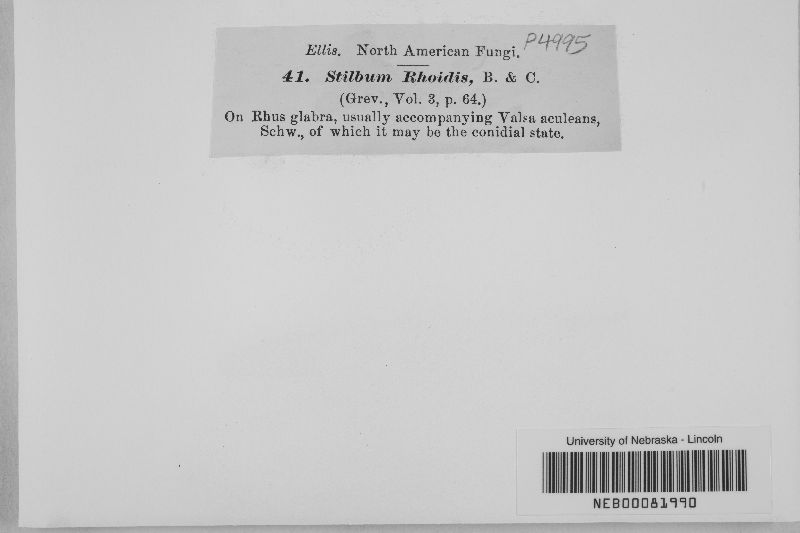 Ellis. North American Fungi. P4995
41. Stilbum Rhoidis, B. & C.
(Grev., Vol. 3, p. 64.)
On Rhus glabra, usually accompanying Valsa aculeans,
Schw., of which it may be the conidial state.
University of Nebraska - Lincoln
NEB00081990